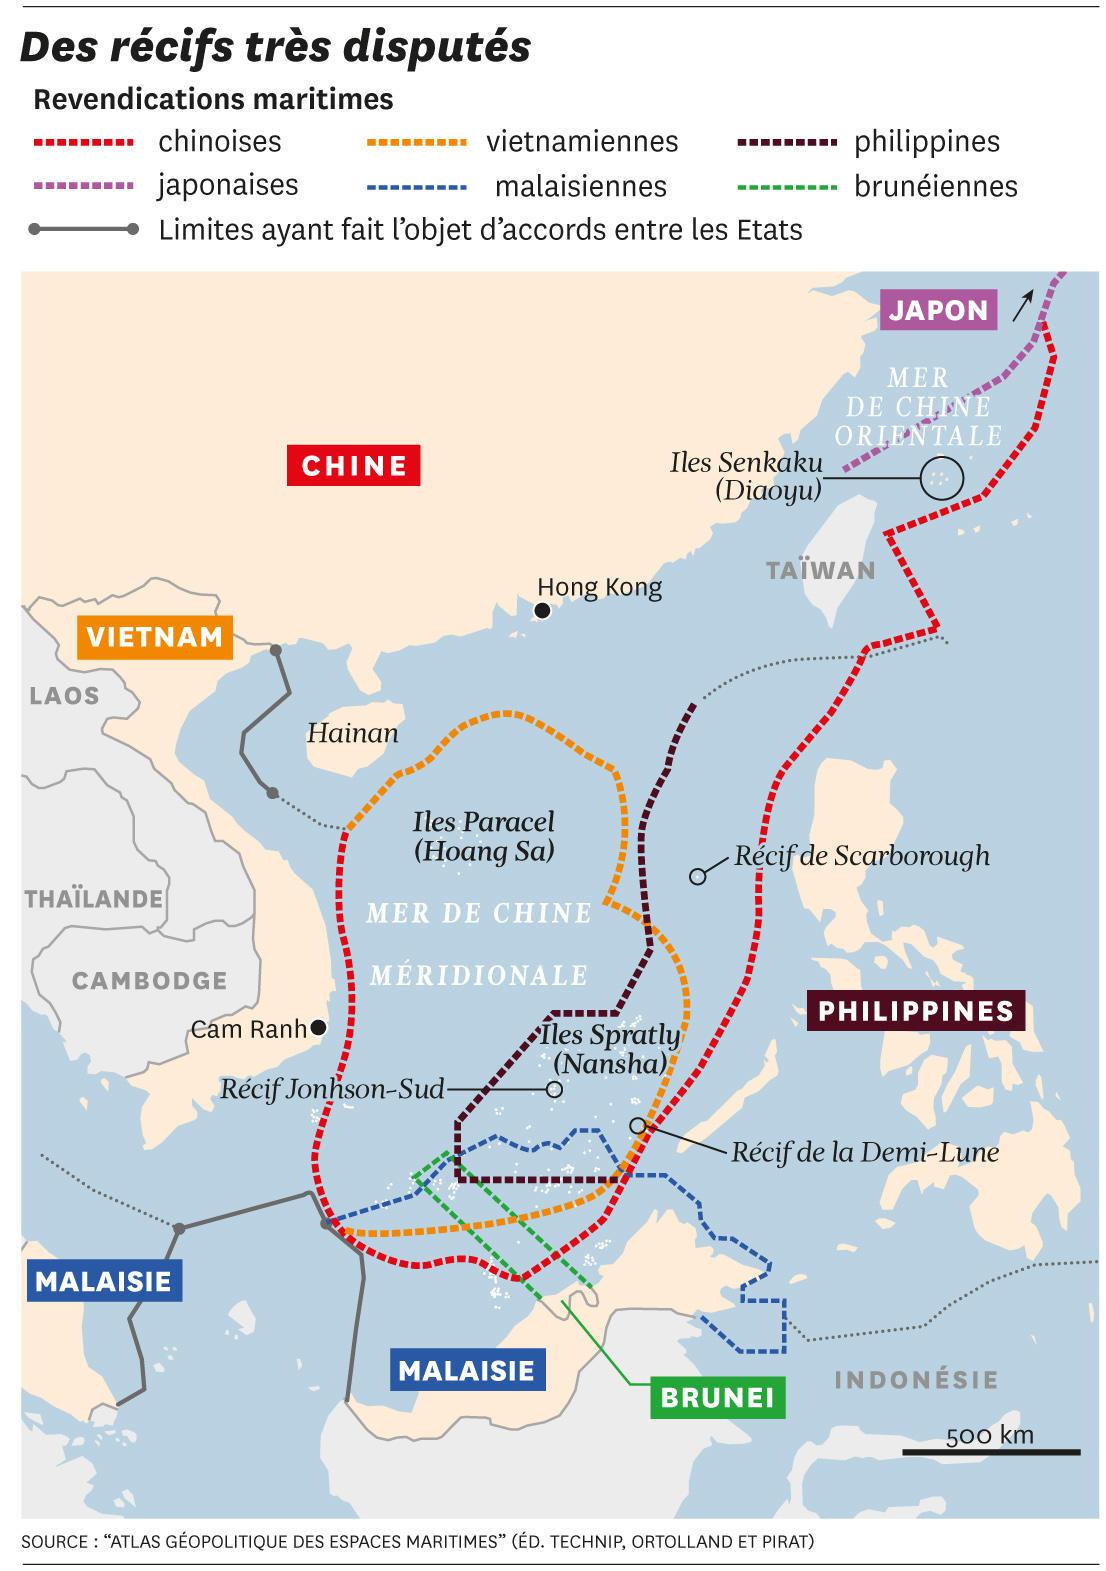 Des récifs très disputés
Revendications maritimes
chinoises
vietnamiennes
philippines
japonaises
malaisiennes
brunéiennes
Limites ayant fait l'objet d'accords entre les Etats
JAPON
MER
DE CHINE
ORIENTALE
CHINE
Iles Senkaku
(Diaoyu)
TAÏWAN
Hong Kong
VIETNAM
LAOS
Hainan
Iles Paracel
(Hoang Sa)
Récif de Scarborough
THAÏLANDE
MER DE CHINE
MÉRIDIONALE
CAMBODGE
PHILIPPINES
Cam Ranh
Iles Spratly
(Nansha)
Récif Jonhson-Sud
Récif de la Demi-Lune
MALAISIE
MALAISIE
BRUNEI
INDONÉSIE
500 km
SOURCE : "ATLAS GÉOPOLITIQUE DES ESPACES MARITIMES" (ÉD. TECHNIP, ORTOLLAND ET PIRAT)